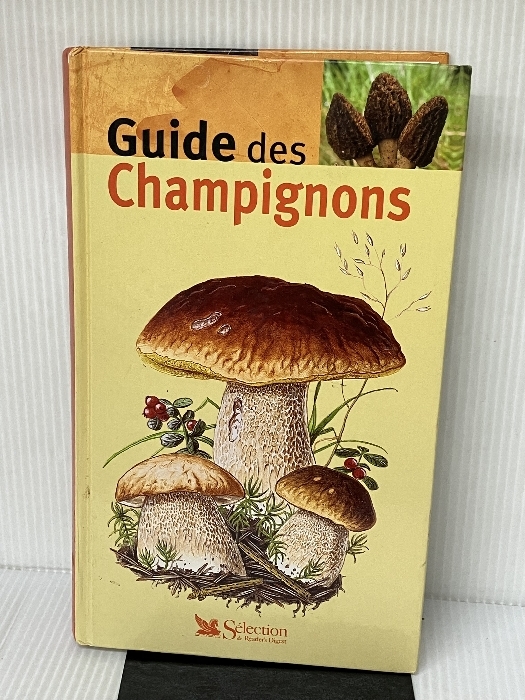 Guide des
Champignons
Sélection
du Reader's Digest